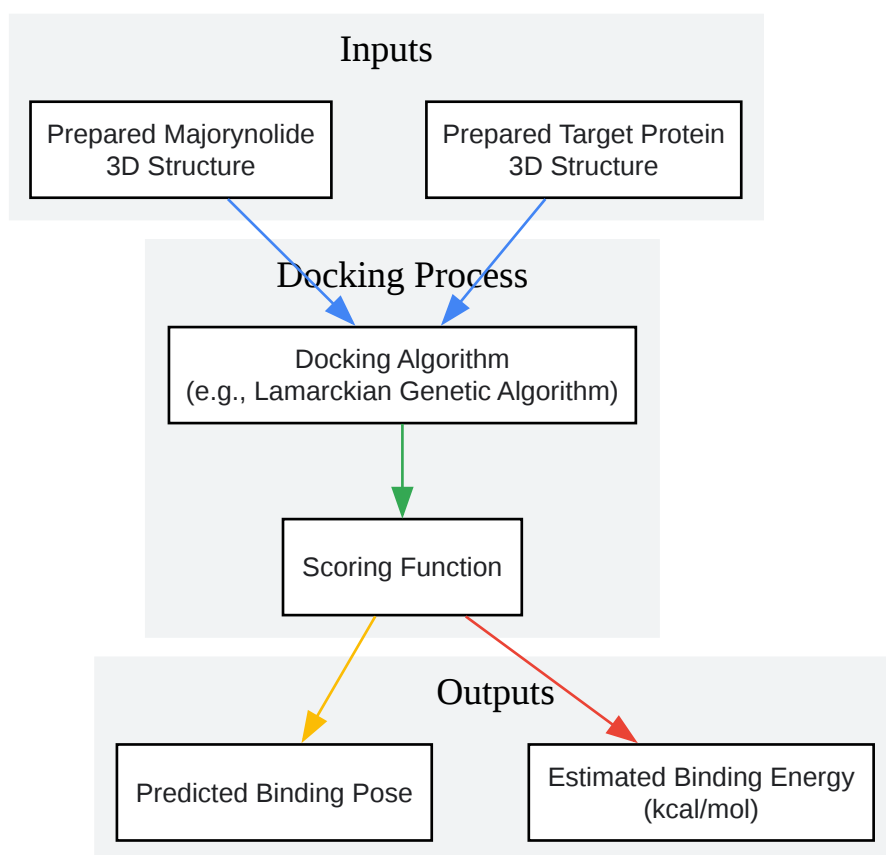 Inputs
Prepared Majorynolide
3D Structure
Prepared Target Protein
3D Structure
Docking Process
Docking Algorithm
(e.g., Lamarckian Genetic Algorithm)
Scoring Function
Outputs
Predicted Binding Pose
Estimated Binding Energy
(kcal/mol)